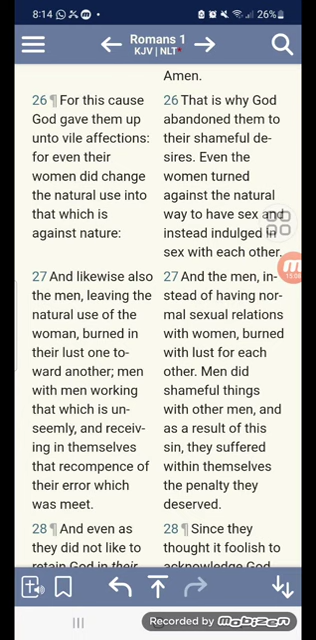 8:14 26%
Romans 1
KJV | NLT*
Amen.
26 ¶ For this cause
God gave them up
unto vile affections:
for even their
women did change
the natural use into
that which is
against nature:
26 That is why God
abandoned them to
their shameful de-
sires. Even the
women turned
against the natural
way to have sex and
instead indulged in
sex with each other.
27 And likewise also
the men, leaving the
natural use of the
woman, burned in
their lust one to-
ward another; men
with men working
that which is un-
seemly, and receiv-
ing in themselves
that recompence of
their error which
was meet.
27 And the men, in-
stead of having nor-
mal sexual relations
with women, burned
with lust for each
other. Men did
shameful things
with other men, and
as a result of this
sin, they suffered
within themselves
the penalty they
deserved.
28 ¶ And even as
they did not like to
retain God in their
28 ¶ Since they
thought it foolish to
acknowledge God
Recorded by Mobizen